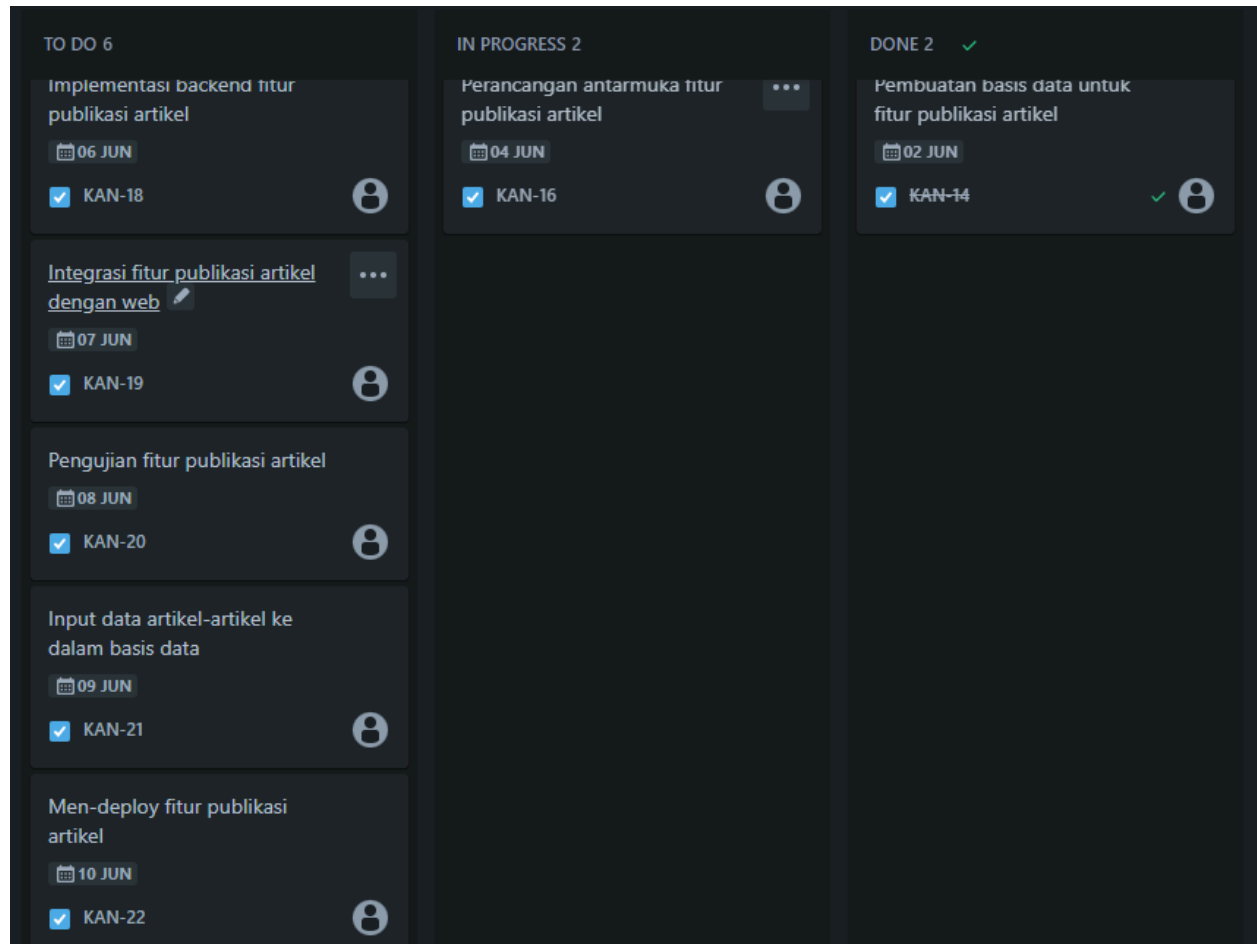 TO DO 6
Implementasi backend fitur
publikasi artikel
06 JUN
KAN-18
Integrasi fitur publikasi artikel
dengan web
07 JUN
KAN-19
Pengujian fitur publikasi artikel
08 JUN
KAN-20
Input data artikel-artikel ke
dalam basis data
09 JUN
KAN-21
Men-deploy fitur publikasi
artikel
10 JUN
KAN-22
IN PROGRESS 2
Perancangan antarmuka fitur
publikasi artikel
04 JUN
KAN-16
DONE 2
Pembuatan basis data untuk
fitur publikasi artikel
02 JUN
KAN-14